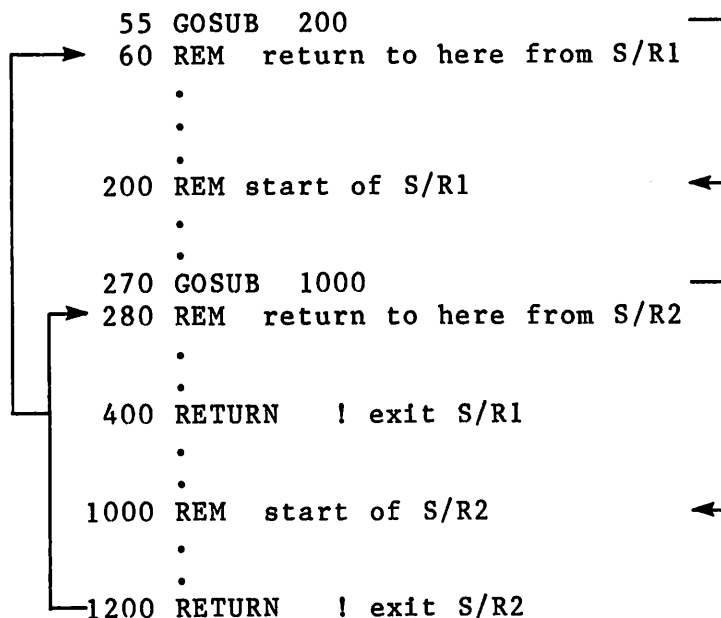 55 GOSUB 200
60 REM return to here from S/R1
.
.
.
200 REM start of S/R1
.
.
270 GOSUB 1000
280 REM return to here from S/R2
.
.
400 RETURN ! exit S/R1
.
.
1000 REM start of S/R2
.
.
1200 RETURN ! exit S/R2